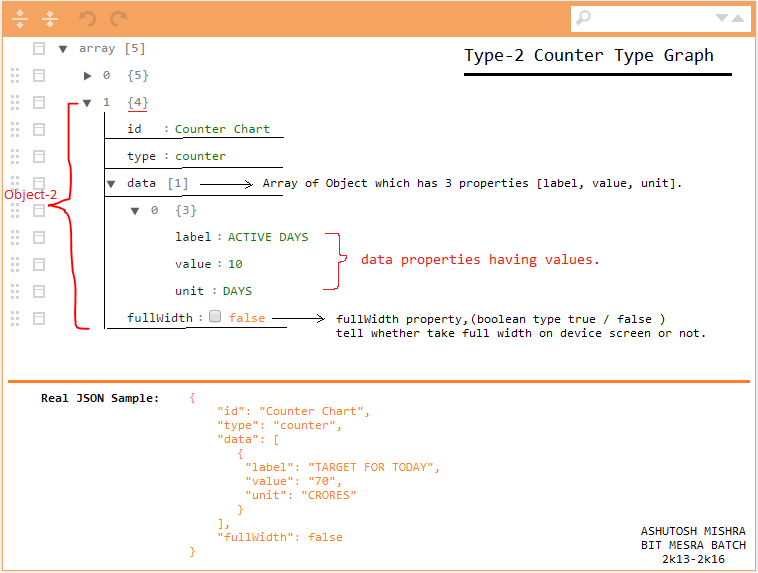 array [5]
Type-2 Counter Type Graph
0 {5}
1 {4}
id : Counter Chart
type : counter
data [1]
Array of Object which has 3 properties [label, value, unit].
Object-2
0 {3}
label : ACTIVE DAYS
value : 10
data properties having values.
unit : DAYS
fullWidth : false
fullWidth property,(boolean type true / false )
tell whether take full width on device screen or not.
Real JSON Sample:
{
"id": "Counter Chart",
"type": "counter",
"data": [
{
"label": "TARGET FOR TODAY",
"value": "70",
"unit": "CRORES"
}
],
"fullWidth": false
}
ASHUTOSH MISHRA
BIT MESRA BATCH
2k13-2k16